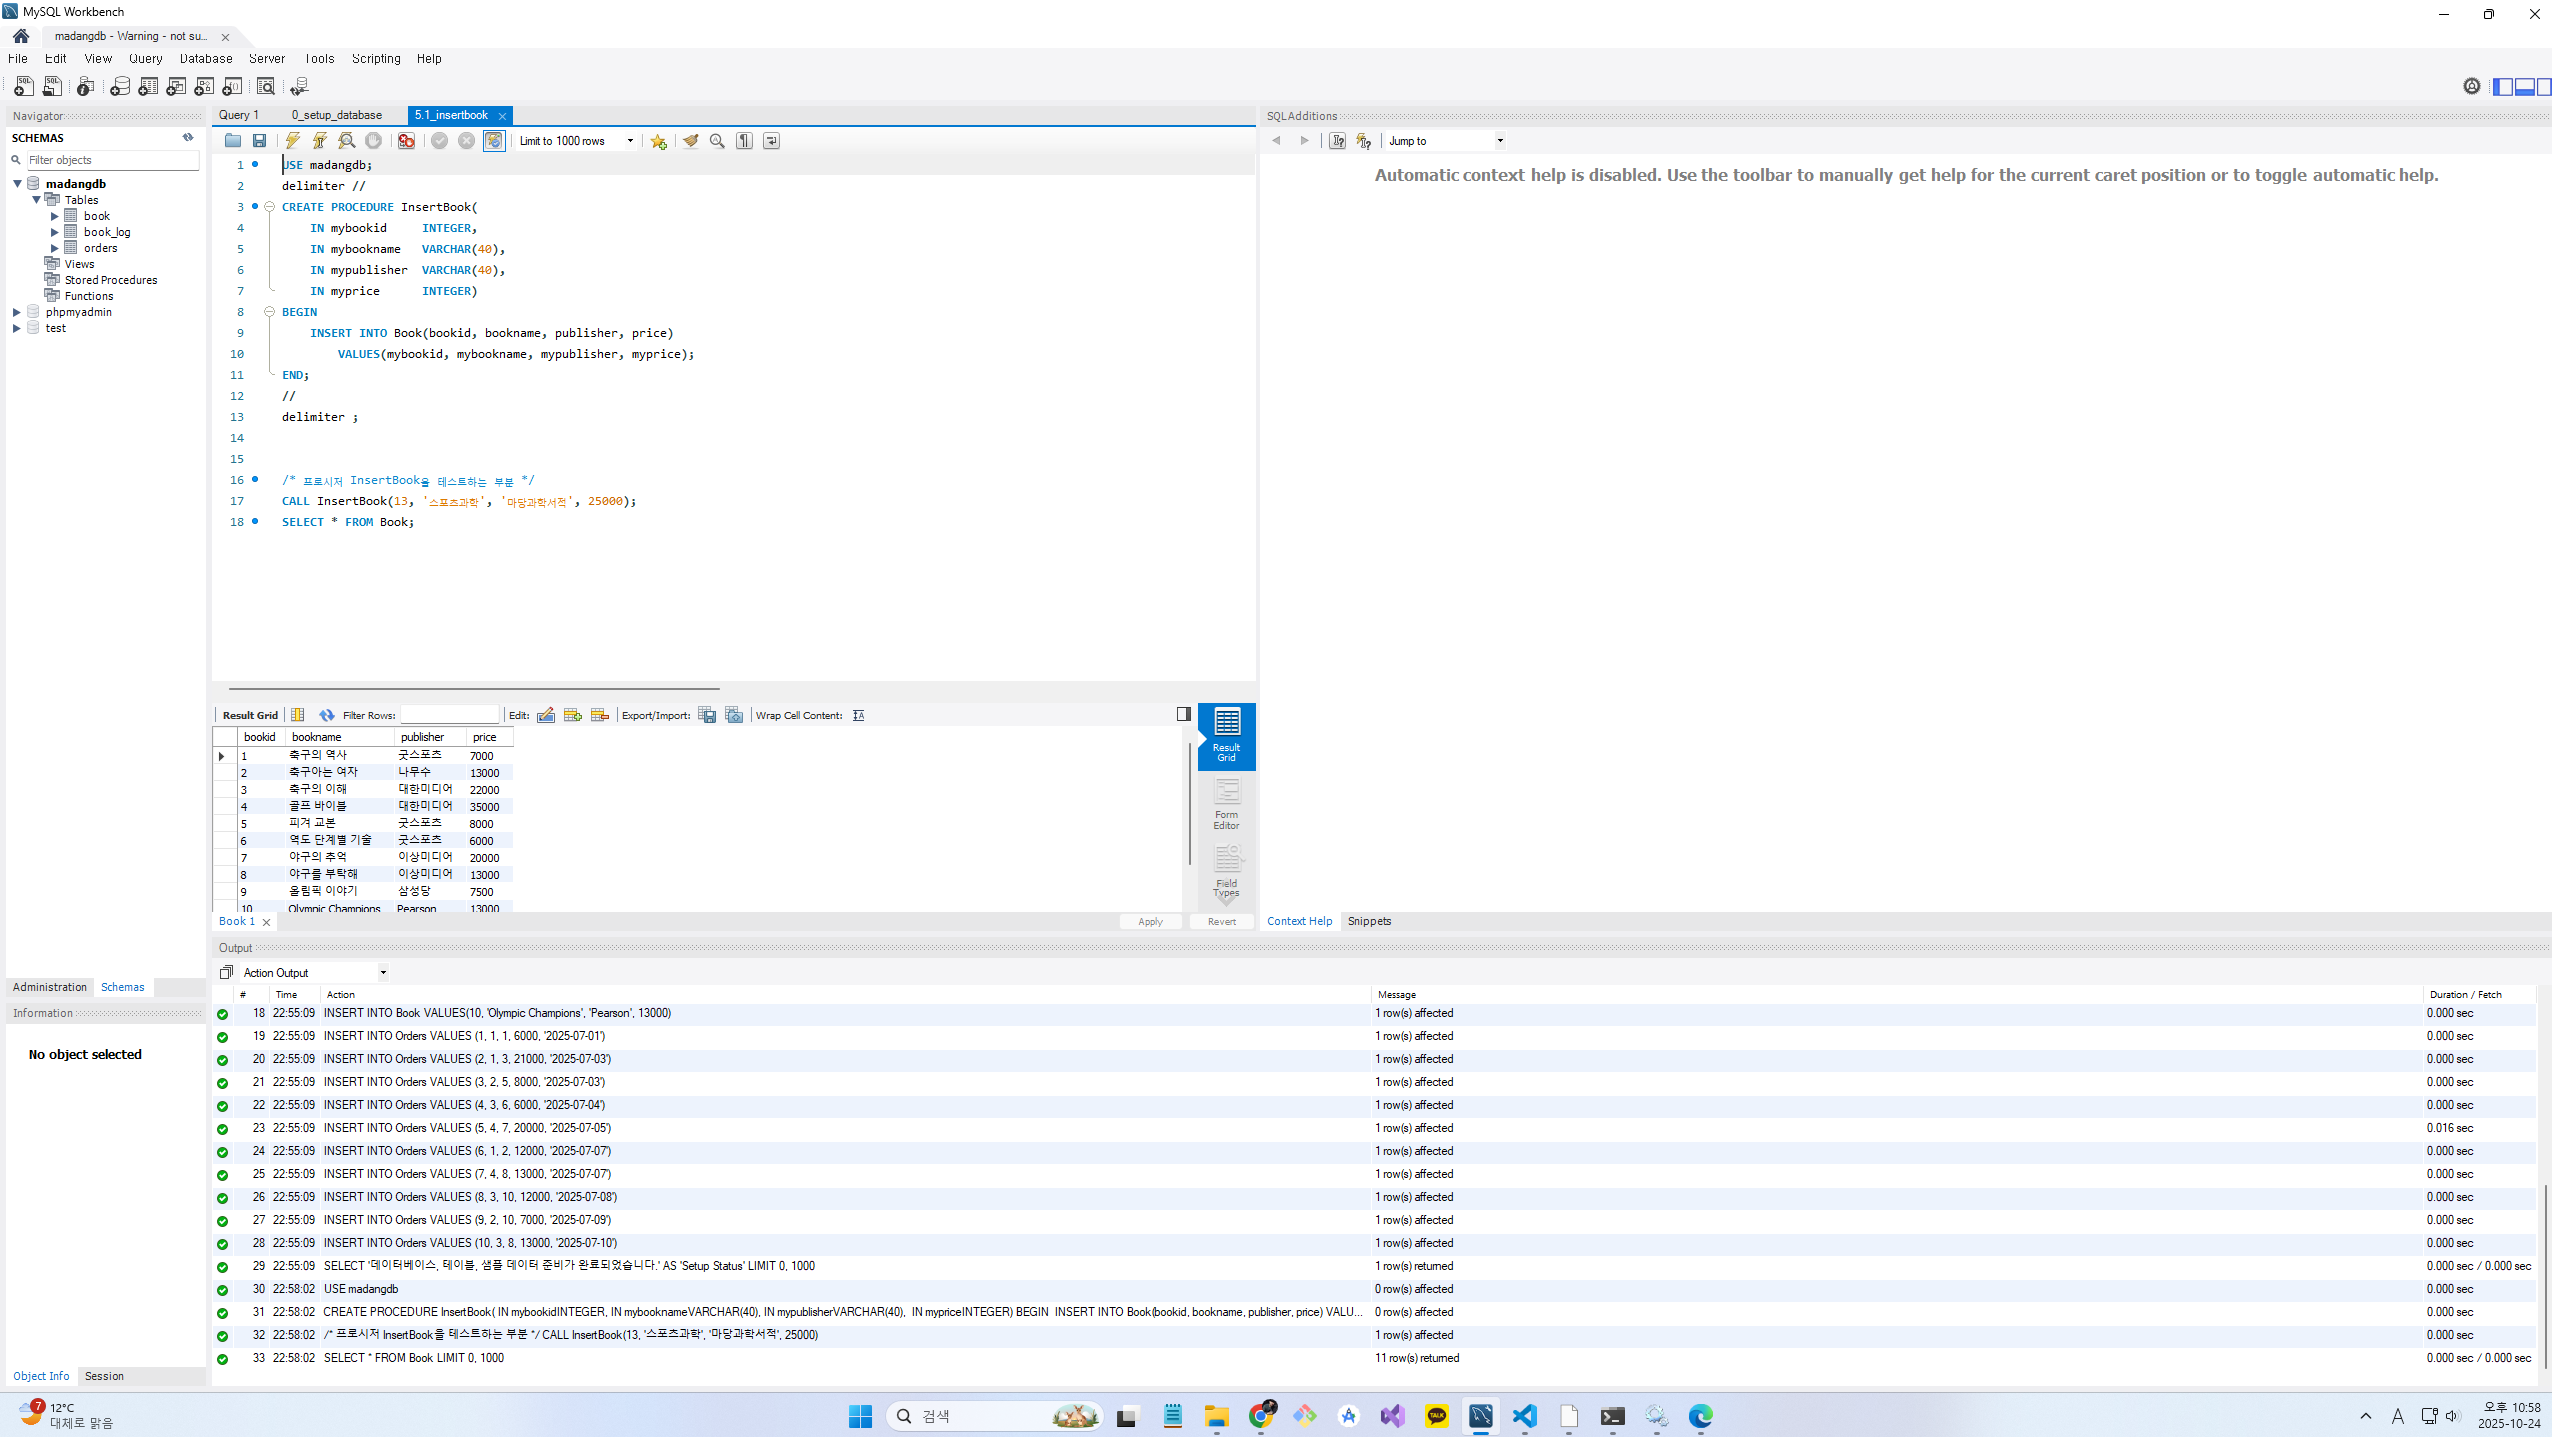 MySQL Workbench
madangdb - Warning - not su...
File Edit View Query Database Server Tools Scripting Help
Navigator
SCHEMAS
Filter objects
madangdb
Tables
book
book_log
orders
Views
Stored Procedures
Functions
phpmyadmin
test
Administration Schemas
Information
No object selected
Object Info Session
Query 1 0_setup_database 5.1_insertbook
Limit to 1000 rows
1 USE madangdb;
2 delimiter //
3 CREATE PROCEDURE InsertBook(
4 IN mybookid INTEGER,
5 IN mybookname VARCHAR(40),
6 IN mypublisher VARCHAR(40),
7 IN myprice INTEGER)
8 BEGIN
9 INSERT INTO Book(bookid, bookname, publisher, price)
10 VALUES(mybookid, mybookname, mypublisher, myprice);
11 END;
12 //
13 delimiter ;
14
15
16 /* 프로시저 InsertBook을 테스트하는 부분 */
17 CALL InsertBook(13, '스포츠과학', '마당과학서적', 25000);
18 SELECT * FROM Book;
Result Grid Filter Rows: Edit: Export/Import: Wrap Cell Content:
bookid bookname publisher price
1 축구의 역사 굿스포츠 7000
2 축구아는 여자 나무수 13000
3 축구의 이해 대한미디어 22000
4 골프 바이블 대한미디어 35000
5 피겨 교본 굿스포츠 8000
6 역도 단계별 기술 굿스포츠 6000
7 야구의 추억 이상미디어 20000
8 야구를 부탁해 이상미디어 13000
9 올림픽 이야기 삼성당 7500
10 Olympic Champions Pearson 13000
Result Grid
Form Editor
Field Types
Book 1
Apply Revert
SQLAdditions
Jump to
Automatic context help is disabled. Use the toolbar to manually get help for the current caret position or to toggle automatic help.
Context Help Snippets
Output
Action Output
# Time Action Message Duration / Fetch
18 22:55:09 INSERT INTO Book VALUES(10, 'Olympic Champions', 'Pearson', 13000) 1 row(s) affected 0.000 sec
19 22:55:09 INSERT INTO Orders VALUES (1, 1, 1, 6000, '2025-07-01') 1 row(s) affected 0.000 sec
20 22:55:09 INSERT INTO Orders VALUES (2, 1, 3, 21000, '2025-07-03') 1 row(s) affected 0.000 sec
21 22:55:09 INSERT INTO Orders VALUES (3, 2, 5, 8000, '2025-07-03') 1 row(s) affected 0.000 sec
22 22:55:09 INSERT INTO Orders VALUES (4, 3, 6, 6000, '2025-07-04') 1 row(s) affected 0.000 sec
23 22:55:09 INSERT INTO Orders VALUES (5, 4, 7, 20000, '2025-07-05') 1 row(s) affected 0.016 sec
24 22:55:09 INSERT INTO Orders VALUES (6, 1, 2, 12000, '2025-07-07') 1 row(s) affected 0.000 sec
25 22:55:09 INSERT INTO Orders VALUES (7, 4, 8, 13000, '2025-07-07') 1 row(s) affected 0.000 sec
26 22:55:09 INSERT INTO Orders VALUES (8, 3, 10, 12000, '2025-07-08') 1 row(s) affected 0.000 sec
27 22:55:09 INSERT INTO Orders VALUES (9, 2, 10, 7000, '2025-07-09') 1 row(s) affected 0.000 sec
28 22:55:09 INSERT INTO Orders VALUES (10, 3, 8, 13000, '2025-07-10') 1 row(s) affected 0.000 sec
29 22:55:09 SELECT '데이터베이스, 테이블, 샘플 데이터 준비가 완료되었습니다.' AS 'Setup Status' LIMIT 0, 1000 1 row(s) returned 0.000 sec / 0.000 sec
30 22:58:02 USE madangdb 0 row(s) affected 0.000 sec
31 22:58:02 CREATE PROCEDURE InsertBook( IN mybookidINTEGER, IN mybooknameVARCHAR(40), IN mypublisherVARCHAR(40), IN mypriceINTEGER) BEGIN INSERT INTO Book(bookid, bookname, publisher, price) VALU... 0 row(s) affected 0.000 sec
32 22:58:02 /* 프로시저 InsertBook을 테스트하는 부분 */ CALL InsertBook(13, '스포츠과학', '마당과학서적', 25000) 1 row(s) affected 0.000 sec
33 22:58:02 SELECT * FROM Book LIMIT 0, 1000 11 row(s) returned 0.000 sec / 0.000 sec
7
12°C
대체로 맑음
검색
TALK
A
오후 10:58
2025-10-24